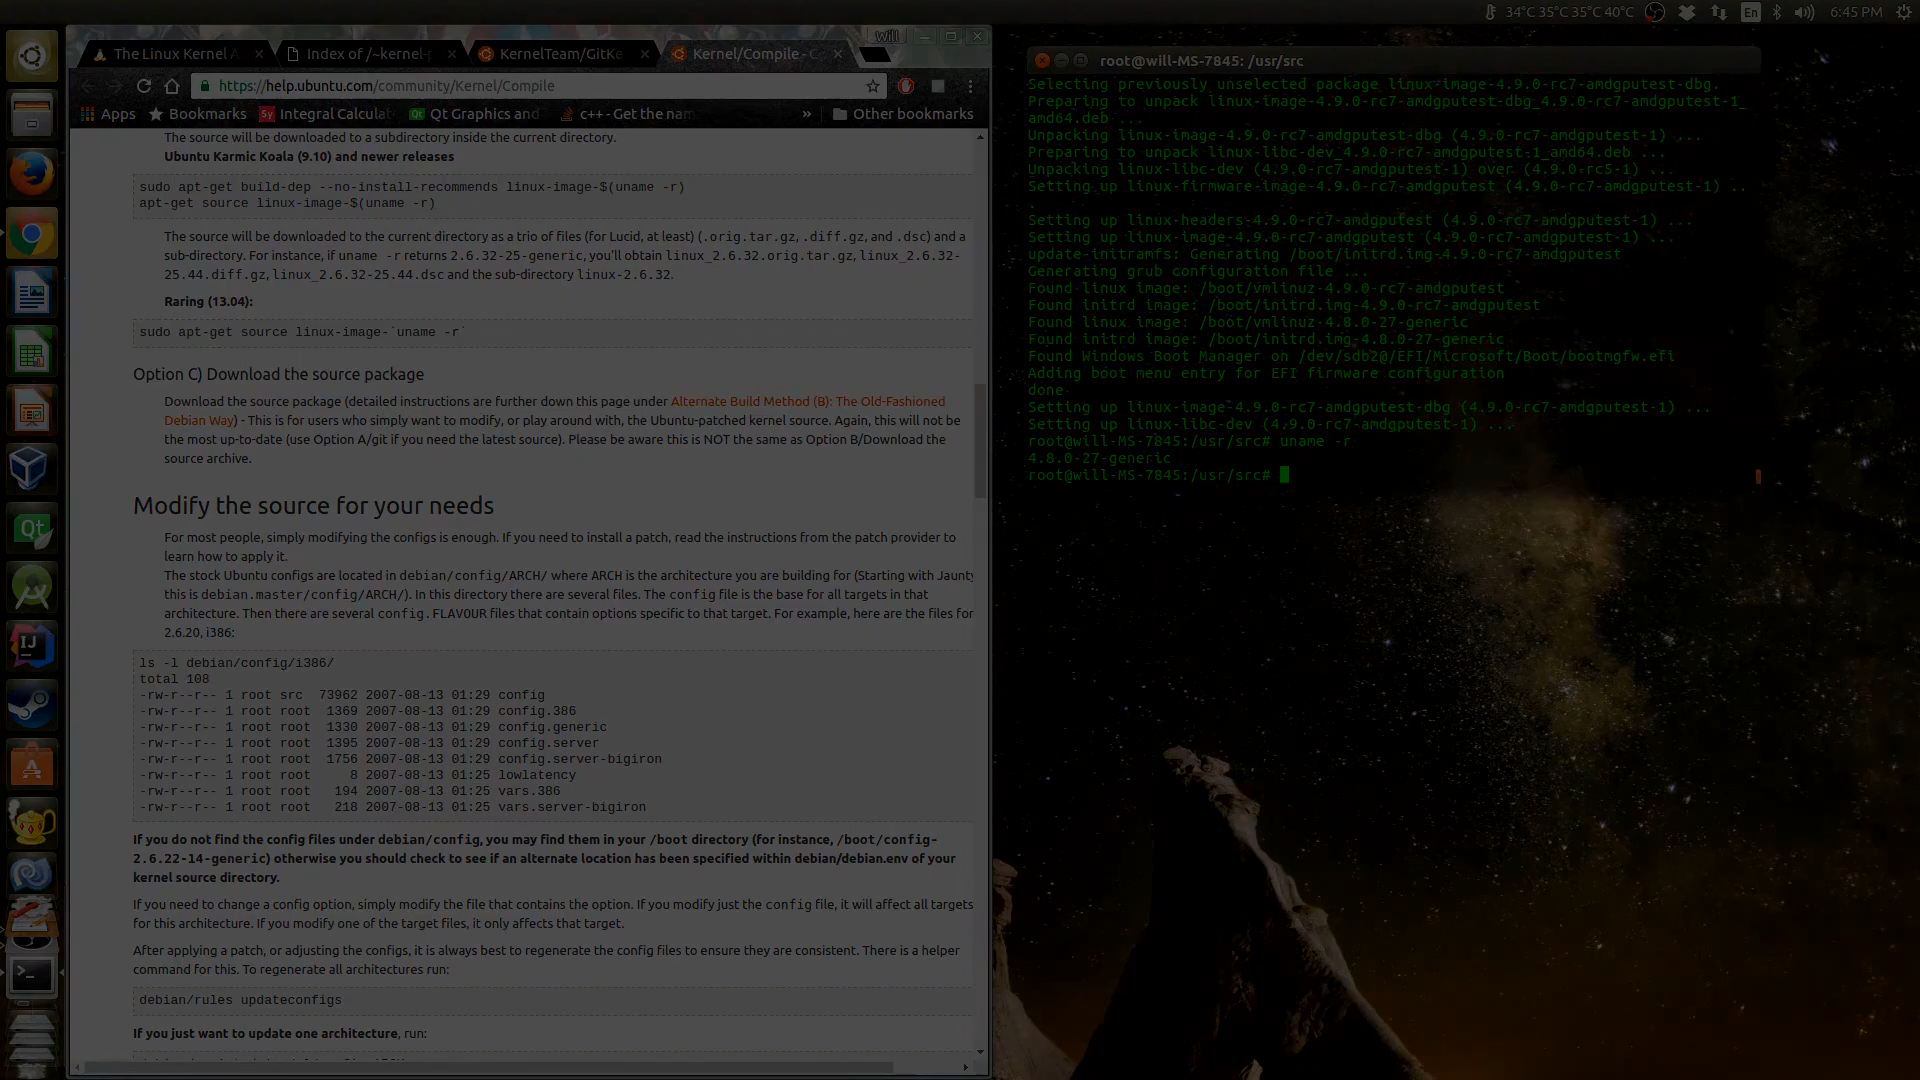 34°C 35°C 35°C 40°C En 6:45 PM
Will
The Linux Kernel A
Index of /~kernel-p
KernelTeam/GitKe
Kernel/Compile - Co
https://help.ubuntu.com/community/Kernel/Compile
Apps
Bookmarks
Integral Calcula
Qt Graphics and
c++ - Get the nam
»
Other bookmarks
The source will be downloaded to a subdirectory inside the current directory.
Ubuntu Karmic Koala (9.10) and newer releases
sudo apt-get build-dep --no-install-recommends linux-image-$(uname -r)
apt-get source linux-image-$(uname -r)
The source will be downloaded to the current directory as a trio of files (for Lucid, at least) (.orig.tar.gz, .diff.gz, and .dsc) and a
sub-directory. For instance, if uname -r returns 2.6.32-25-generic, you'll obtain linux_2.6.32.orig.tar.gz, linux_2.6.32-
25.44.diff.gz, linux_2.6.32-25.44.dsc and the sub-directory linux-2.6.32.
Raring (13.04):
sudo apt-get source linux-image-`uname -r`
Option C) Download the source package
Download the source package (detailed instructions are further down this page under Alternate Build Method (B): The Old-Fashioned
Debian Way) - This is for users who simply want to modify, or play around with, the Ubuntu-patched kernel source. Again, this will not be
the most up-to-date (use Option A/git if you need the latest source). Please be aware this is NOT the same as Option B/Download the
source archive.
Modify the source for your needs
For most people, simply modifying the configs is enough. If you need to install a patch, read the instructions from the patch provider to
learn how to apply it.
The stock Ubuntu configs are located in debian/config/ARCH/ where ARCH is the architecture you are building for (Starting with Jaunty
this is debian.master/config/ARCH/). In this directory there are several files. The config file is the base for all targets in that
architecture. Then there are several config.FLAVOUR files that contain options specific to that target. For example, here are the files for
2.6.20, i386:
ls -l debian/config/i386/
total 108
-rw-r--r-- 1 root src  73962 2007-08-13 01:29 config
-rw-r--r-- 1 root root  1369 2007-08-13 01:29 config.386
-rw-r--r-- 1 root root  1330 2007-08-13 01:29 config.generic
-rw-r--r-- 1 root root  1395 2007-08-13 01:29 config.server
-rw-r--r-- 1 root root  1756 2007-08-13 01:29 config.server-bigiron
-rw-r--r-- 1 root root     8 2007-08-13 01:25 lowlatency
-rw-r--r-- 1 root root   194 2007-08-13 01:25 vars.386
-rw-r--r-- 1 root root   218 2007-08-13 01:25 vars.server-bigiron
If you do not find the config files under debian/config, you may find them in your /boot directory (for instance, /boot/config-
2.6.22-14-generic) otherwise you should check to see if an alternate location has been specified within debian/debian.env of your
kernel source directory.
If you need to change a config option, simply modify the file that contains the option. If you modify just the config file, it will affect all targets
for this architecture. If you modify one of the target files, it only affects that target.
After applying a patch, or adjusting the configs, it is always best to regenerate the config files to ensure they are consistent. There is a helper
command for this. To regenerate all architectures run:
debian/rules updateconfigs
If you just want to update one architecture, run:
root@will-MS-7845: /usr/src
Selecting previously unselected package linux-image-4.9.0-rc7-amdgputest-dbg.
Preparing to unpack linux-image-4.9.0-rc7-amdgputest-dbg_4.9.0-rc7-amdgputest-1_
amd64.deb ...
Unpacking linux-image-4.9.0-rc7-amdgputest-dbg (4.9.0-rc7-amdgputest-1) ...
Preparing to unpack linux-libc-dev_4.9.0-rc7-amdgputest-1_amd64.deb ...
Unpacking linux-libc-dev (4.9.0-rc7-amdgputest-1) over (4.9.0-rc5-1) ...
Setting up linux-firmware-image-4.9.0-rc7-amdgputest (4.9.0-rc7-amdgputest-1) ..
.
Setting up linux-headers-4.9.0-rc7-amdgputest (4.9.0-rc7-amdgputest-1) ...
Setting up linux-image-4.9.0-rc7-amdgputest (4.9.0-rc7-amdgputest-1) ...
update-initramfs: Generating /boot/initrd.img-4.9.0-rc7-amdgputest
Generating grub configuration file ...
Found linux image: /boot/vmlinuz-4.9.0-rc7-amdgputest
Found initrd image: /boot/initrd.img-4.9.0-rc7-amdgputest
Found linux image: /boot/vmlinuz-4.8.0-27-generic
Found initrd image: /boot/initrd.img-4.8.0-27-generic
Found Windows Boot Manager on /dev/sdb2@/EFI/Microsoft/Boot/bootmgfw.efi
Adding boot menu entry for EFI firmware configuration
done
Setting up linux-image-4.9.0-rc7-amdgputest-dbg (4.9.0-rc7-amdgputest-1) ...
Setting up linux-libc-dev (4.9.0-rc7-amdgputest-1) ...
root@will-MS-7845:/usr/src# uname -r
4.8.0-27-generic
root@will-MS-7845:/usr/src#